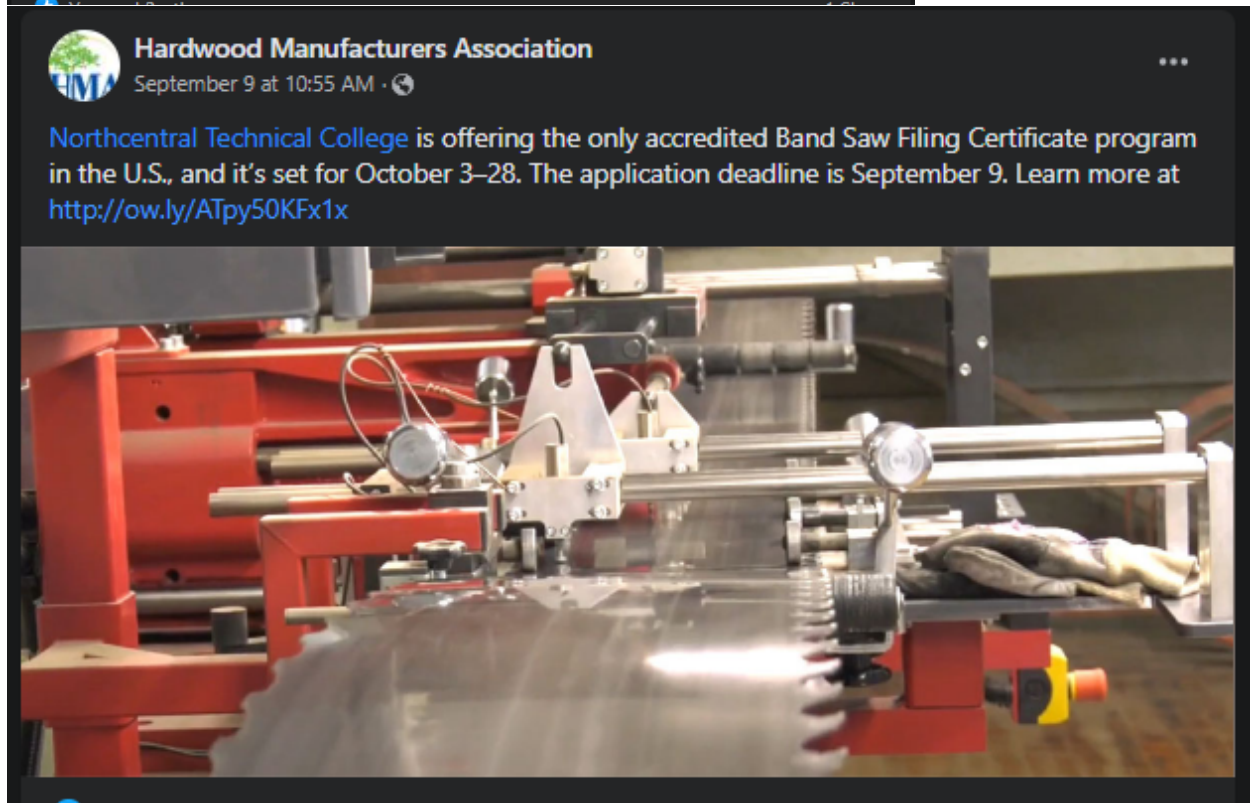 Hardwood Manufacturers Association
September 9 at 10:55 AM ·
HMA
Northcentral Technical College is offering the only accredited Band Saw Filing Certificate program
in the U.S., and it’s set for October 3–28. The application deadline is September 9. Learn more at
http://ow.ly/ATpy50KFx1x